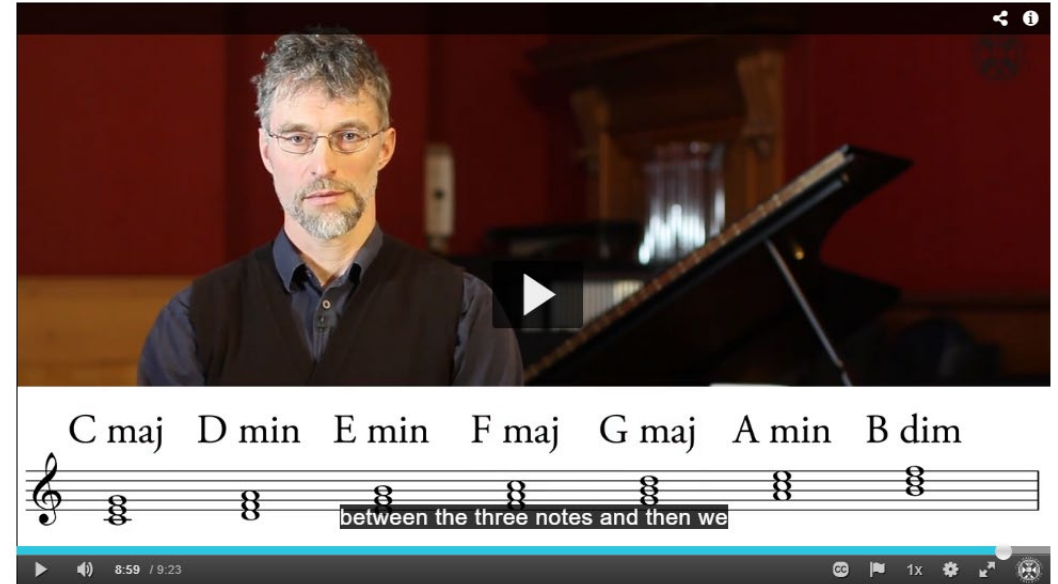 C maj D min E min F maj G maj A min B dim
between the three notes and then we
8:59 / 9:23
CC
1x